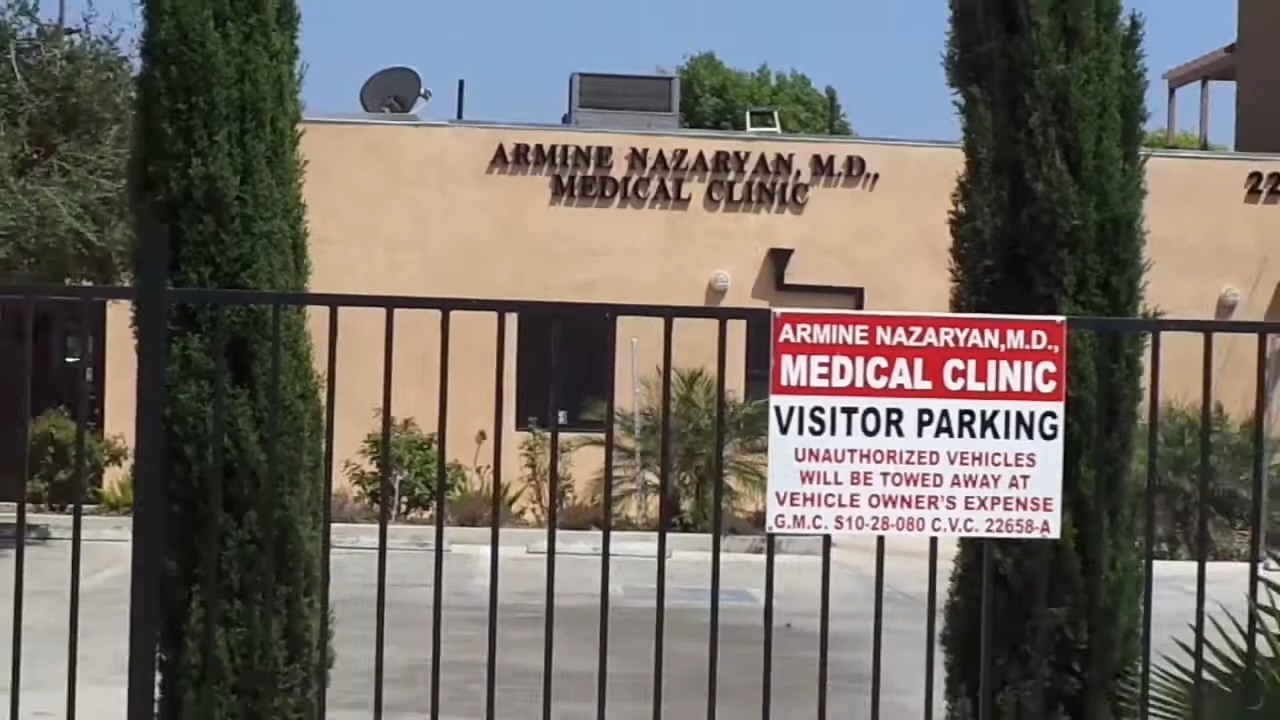 ARMINE NAZARYAN, M.D.,
MEDICAL CLINIC
22
ARMINE NAZARYAN,M.D.,
MEDICAL CLINIC
VISITOR PARKING
UNAUTHORIZED VEHICLES
WILL BE TOWED AWAY AT
VEHICLE OWNER'S EXPENSE
G.M.C. S10-28-080 C.V.C. 22658-A